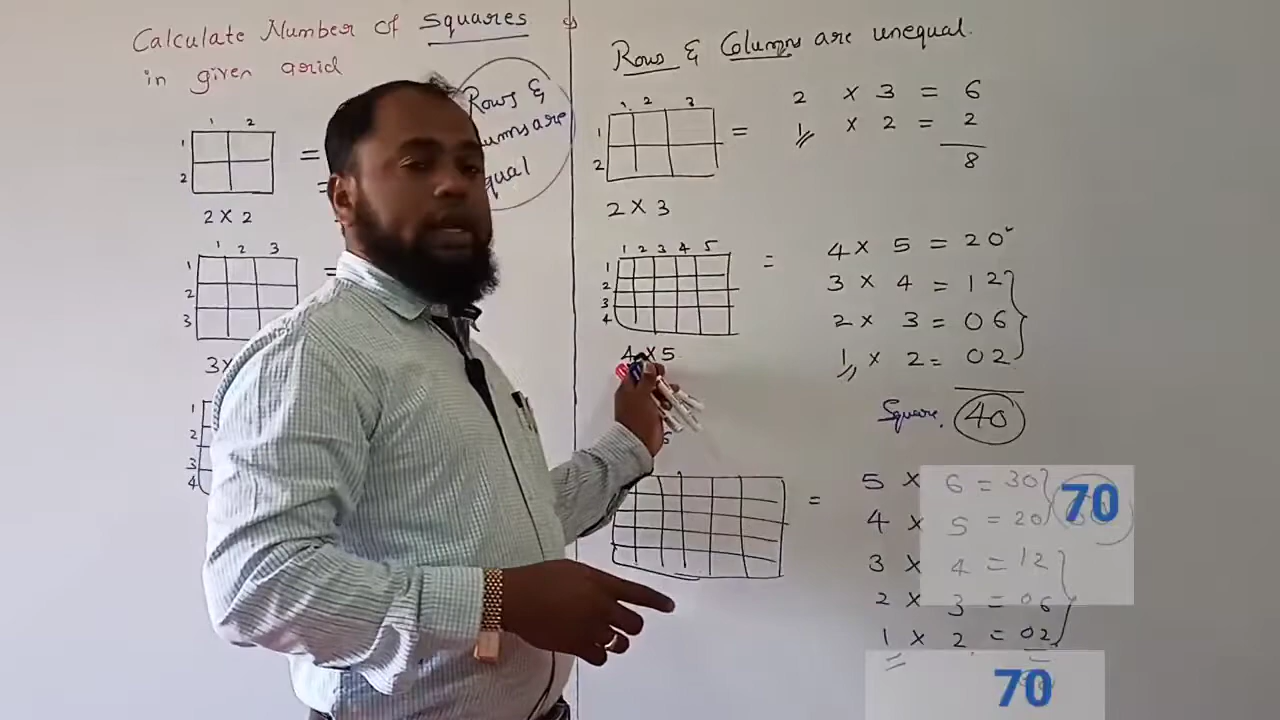 Calculate Number of Squares
in given grid
1 2
1
2
=
=
2 X 2
1 2 3
1
2
3
=
3X
1
2
3
4
Rows &
umns are
qual
Rows & Columns are unequal.
1 2 3
1
2
=
2 X 3
2 X 3 = 6
1 X 2 = 2
8
1 2 3 4 5
1
2
3
4
=
4 X 5
4 X 5 = 20
3 X 4 = 12
2 X 3 = 06
1 X 2 = 02
Square. 40
6
=
5 X 6 = 30
4 X 5 = 20
3 X 4 = 12
2 X 3 = 06
1 X 2 = 02
70
70